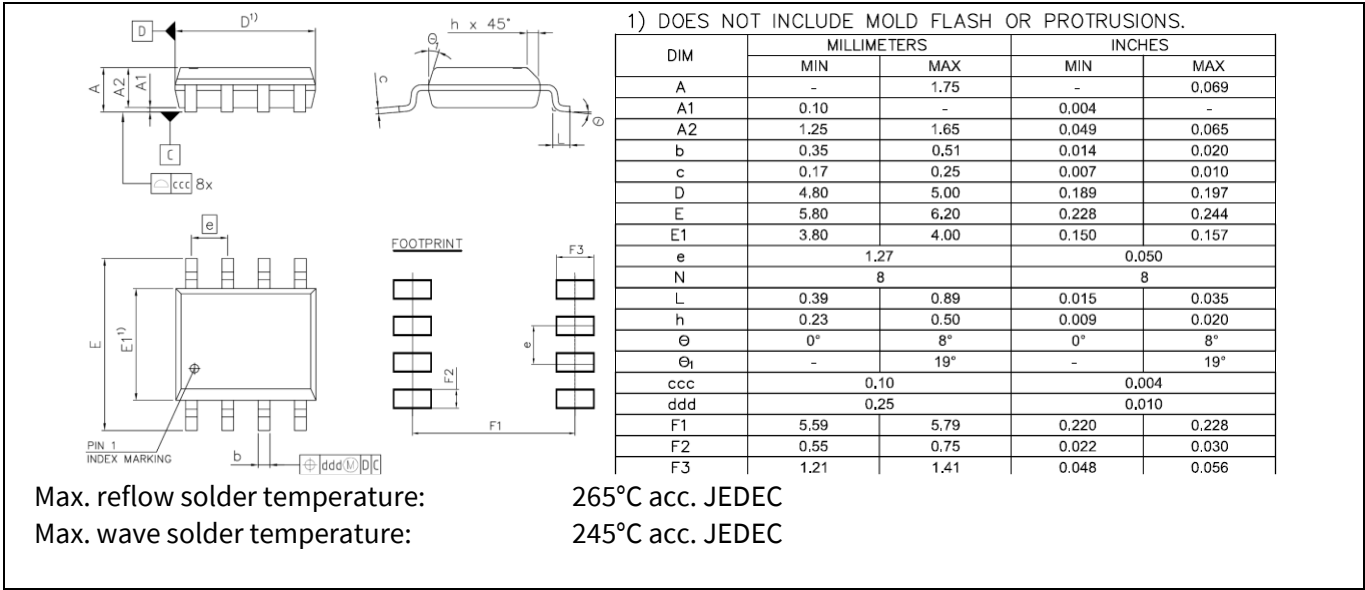 D D¹⁾
A A2 A1
C
ccc 8x
h x 45°
Θ₁
c
L
Θ
e
E E1¹⁾
PIN 1
INDEX MARKING
b
ddd Ⓜ D C
FOOTPRINT
F3
e
F2
F1
1) DOES NOT INCLUDE MOLD FLASH OR PROTRUSIONS.
DIM MILLIMETERS INCHES
MIN MAX MIN MAX
A - 1.75 - 0.069
A1 0.10 - 0.004 -
A2 1.25 1.65 0.049 0.065
b 0.35 0.51 0.014 0.020
c 0.17 0.25 0.007 0.010
D 4.80 5.00 0.189 0.197
E 5.80 6.20 0.228 0.244
E1 3.80 4.00 0.150 0.157
e 1.27 0.050
N 8 8
L 0.39 0.89 0.015 0.035
h 0.23 0.50 0.009 0.020
Θ 0° 8° 0° 8°
Θ₁ - 19° - 19°
ccc 0.10 0.004
ddd 0.25 0.010
F1 5.59 5.79 0.220 0.228
F2 0.55 0.75 0.022 0.030
F3 1.21 1.41 0.048 0.056
Max. reflow solder temperature: 265°C acc. JEDEC
Max. wave solder temperature: 245°C acc. JEDEC